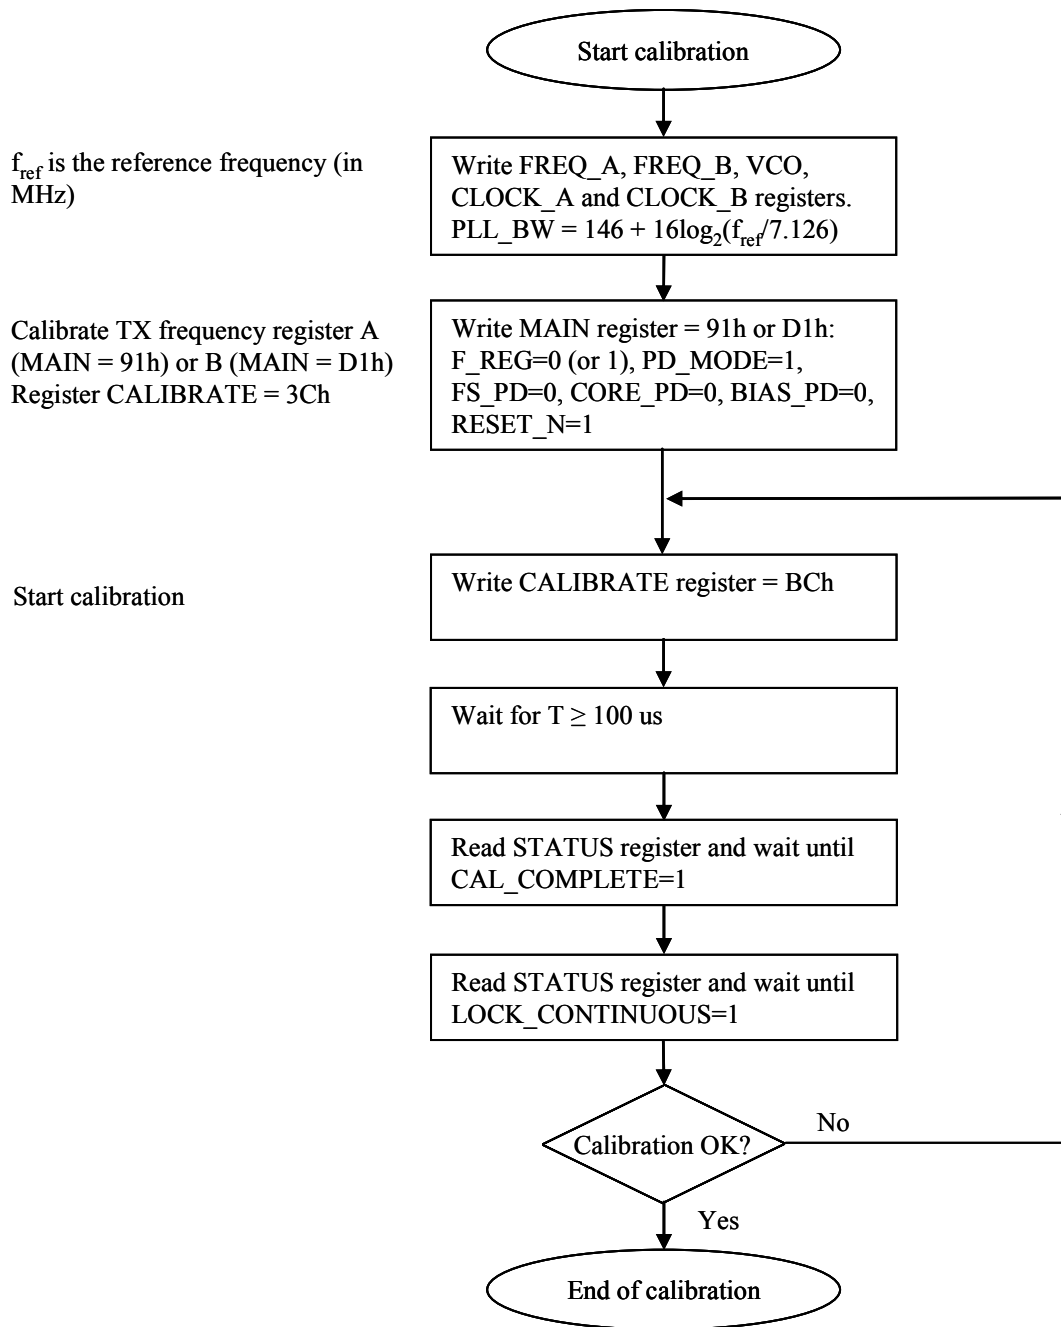 Start calibration
f_ref is the reference frequency (in
MHz)
Write FREQ_A, FREQ_B, VCO,
CLOCK_A and CLOCK_B registers.
PLL_BW = 146 + 16log₂(f_ref/7.126)
Calibrate TX frequency register A
(MAIN = 91h) or B (MAIN = D1h)
Register CALIBRATE = 3Ch
Write MAIN register = 91h or D1h:
F_REG=0 (or 1), PD_MODE=1,
FS_PD=0, CORE_PD=0, BIAS_PD=0,
RESET_N=1
Start calibration
Write CALIBRATE register = BCh
Wait for T ≥ 100 us
Read STATUS register and wait until
CAL_COMPLETE=1
Read STATUS register and wait until
LOCK_CONTINUOUS=1
Calibration OK?
No
Yes
End of calibration